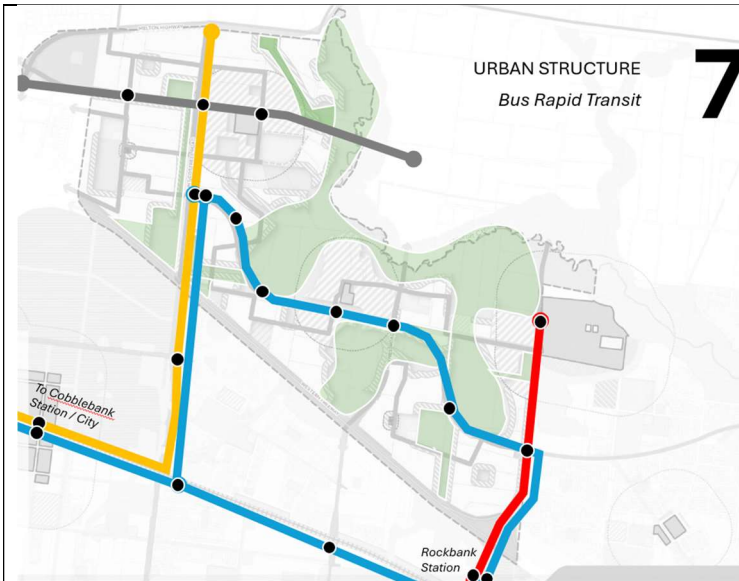 URBAN STRUCTURE
Bus Rapid Transit
7
To Cobblebank
Station / City
Rockbank
Station